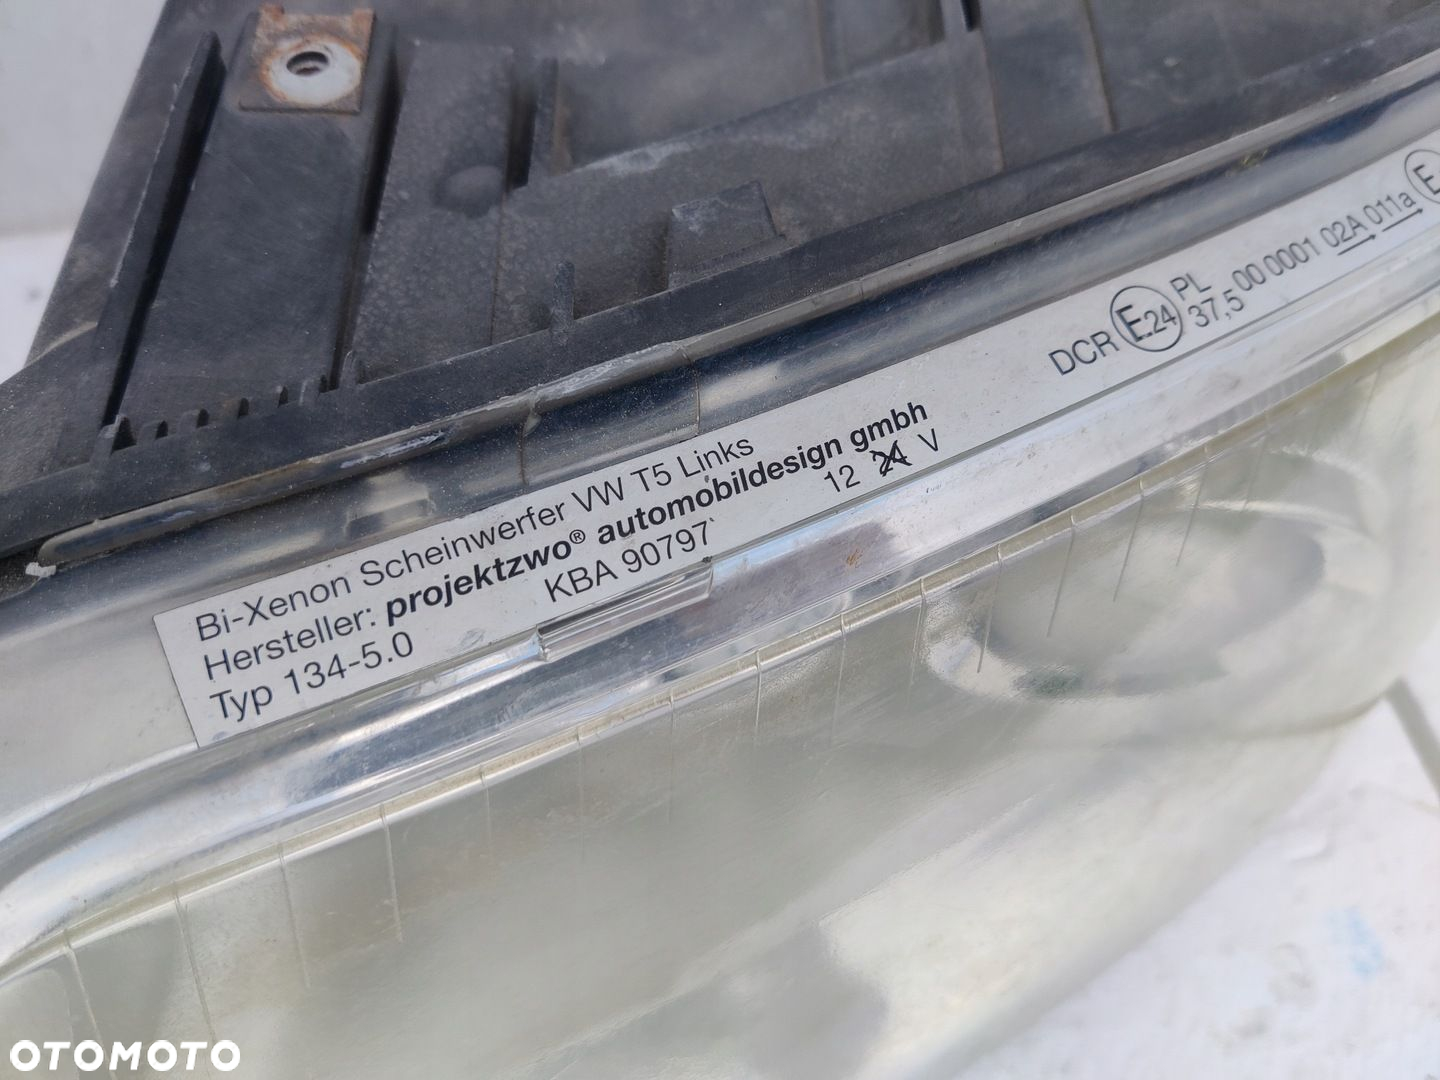 Bi-Xenon Scheinwerfer VW T5 Links
Hersteller: projektzwo® automobildesign gmbh
Typ 134-5.0
KBA 90797
12 24 V
DCR E24 PL
37,5 00 0001 02A 011a E
OTOMOTO